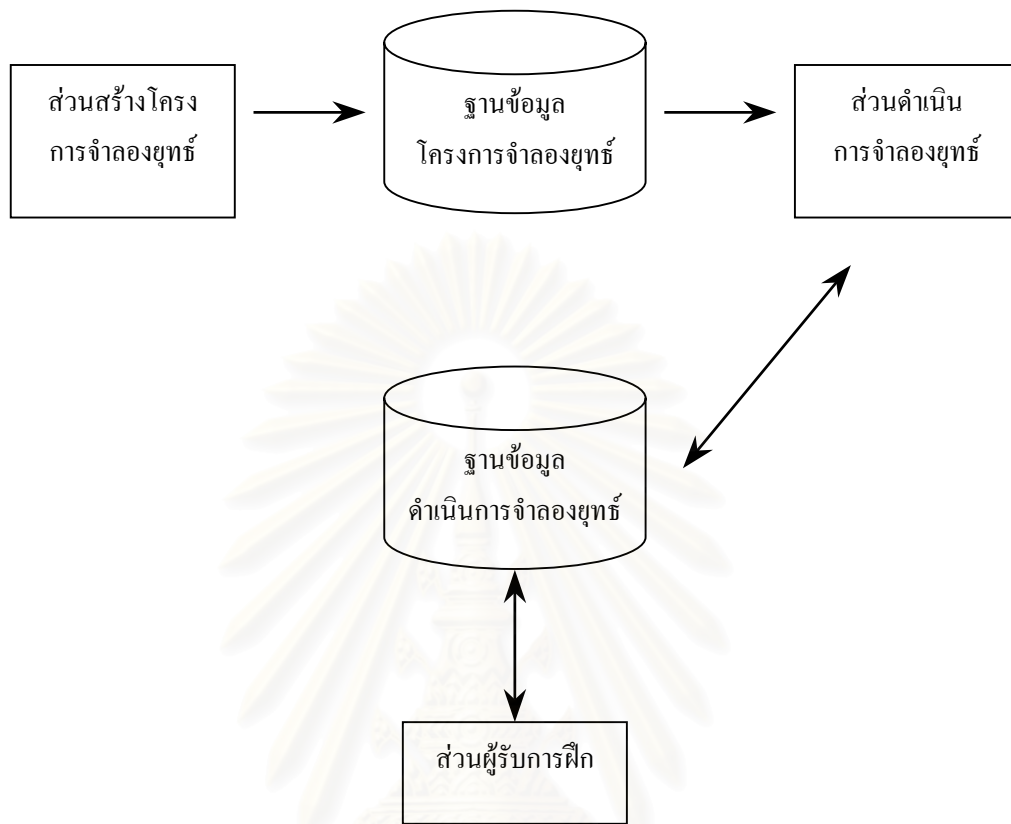 ส่วนสร้างโครง
การจำลองยุทธ์
ฐานข้อมูล
โครงการจำลองยุทธ์
ส่วนดำเนิน
การจำลองยุทธ์
ฐานข้อมูล
ดำเนินการจำลองยุทธ์
ส่วนผู้รับการฝึก